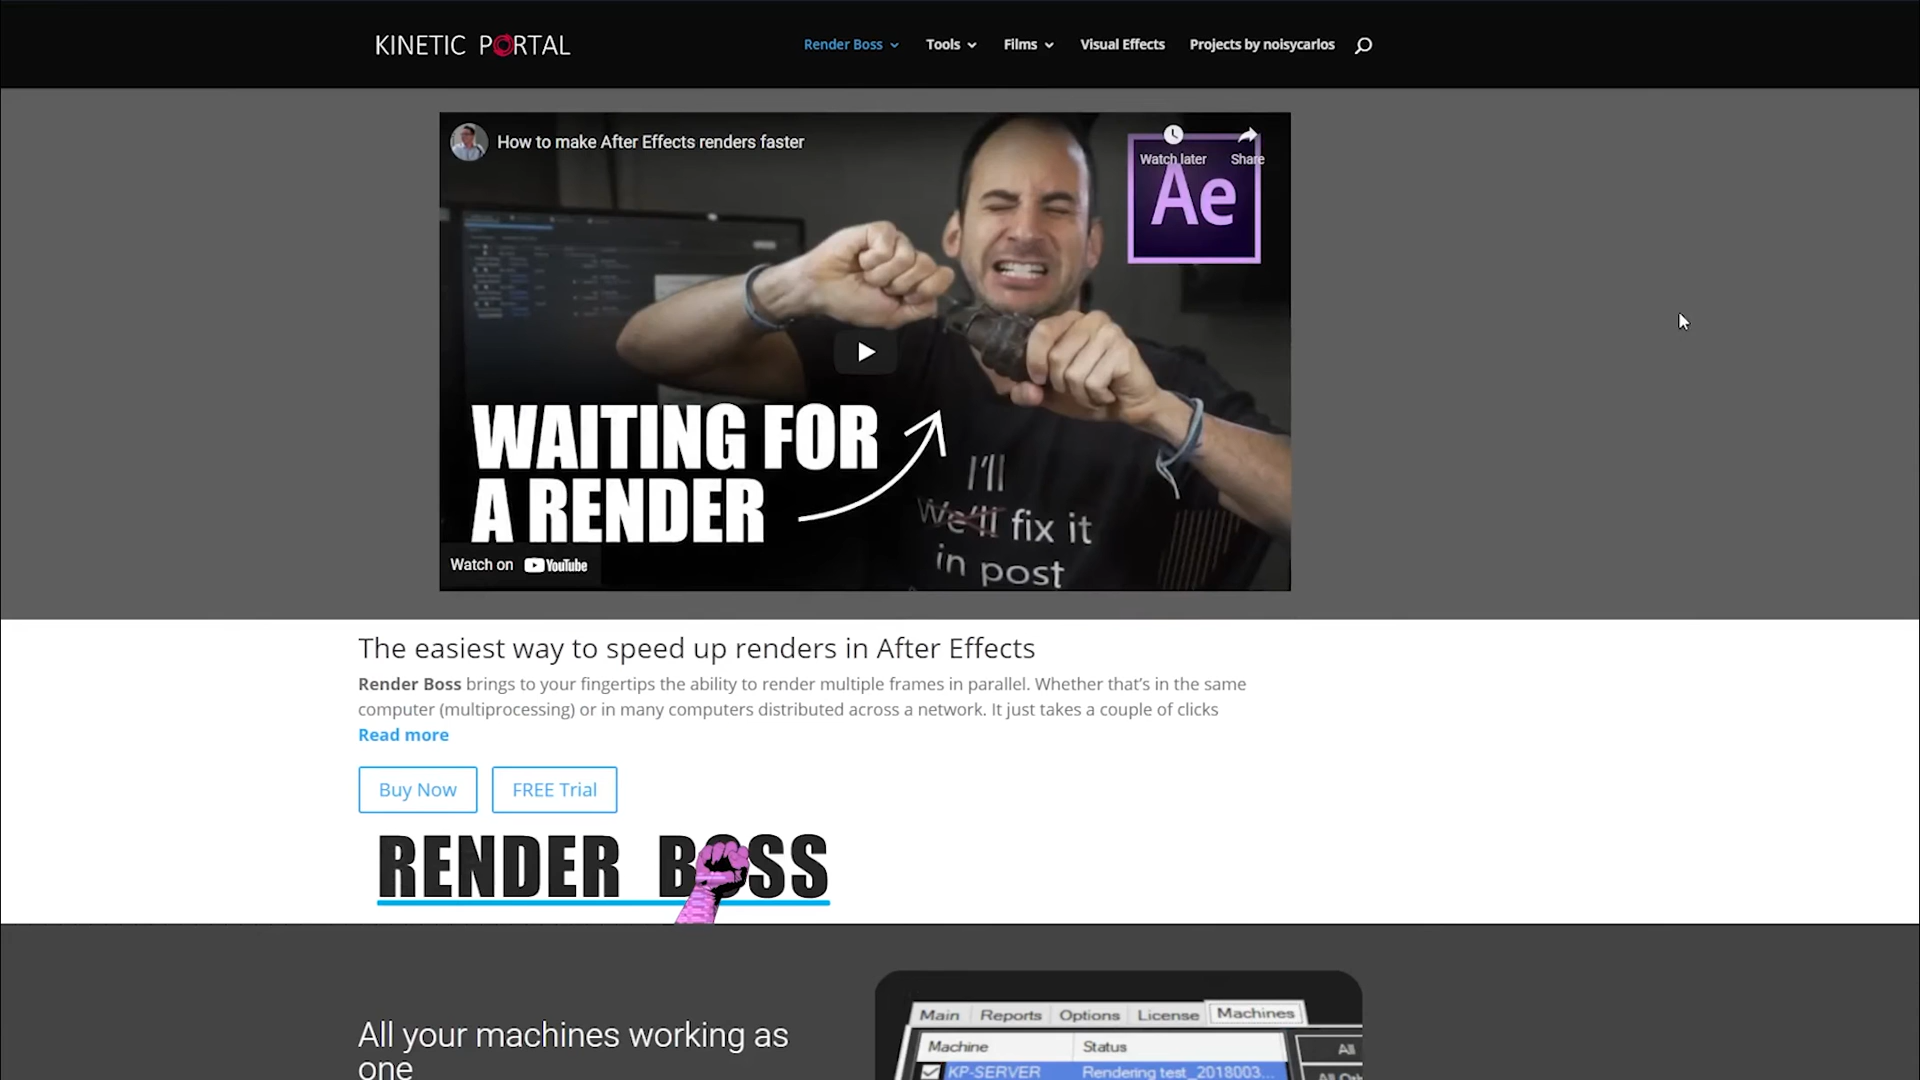 KINETIC PORTAL
Render Boss
Tools
Films
Visual Effects
Projects by noisycarlos
How to make After Effects renders faster
Watch later
Share
Ae
WAITING FOR
A RENDER
I'll
We'll fix it
in post
Watch on YouTube
The easiest way to speed up renders in After Effects
Render Boss brings to your fingertips the ability to render multiple frames in parallel. Whether that's in the same
computer (multiprocessing) or in many computers distributed across a network. It just takes a couple of clicks
Read more
Buy Now
FREE Trial
RENDER BOSS
All your machines working as
one
Main Reports Options License Machines
Machine Status
All
KP-SERVER Rendering test_2018003...